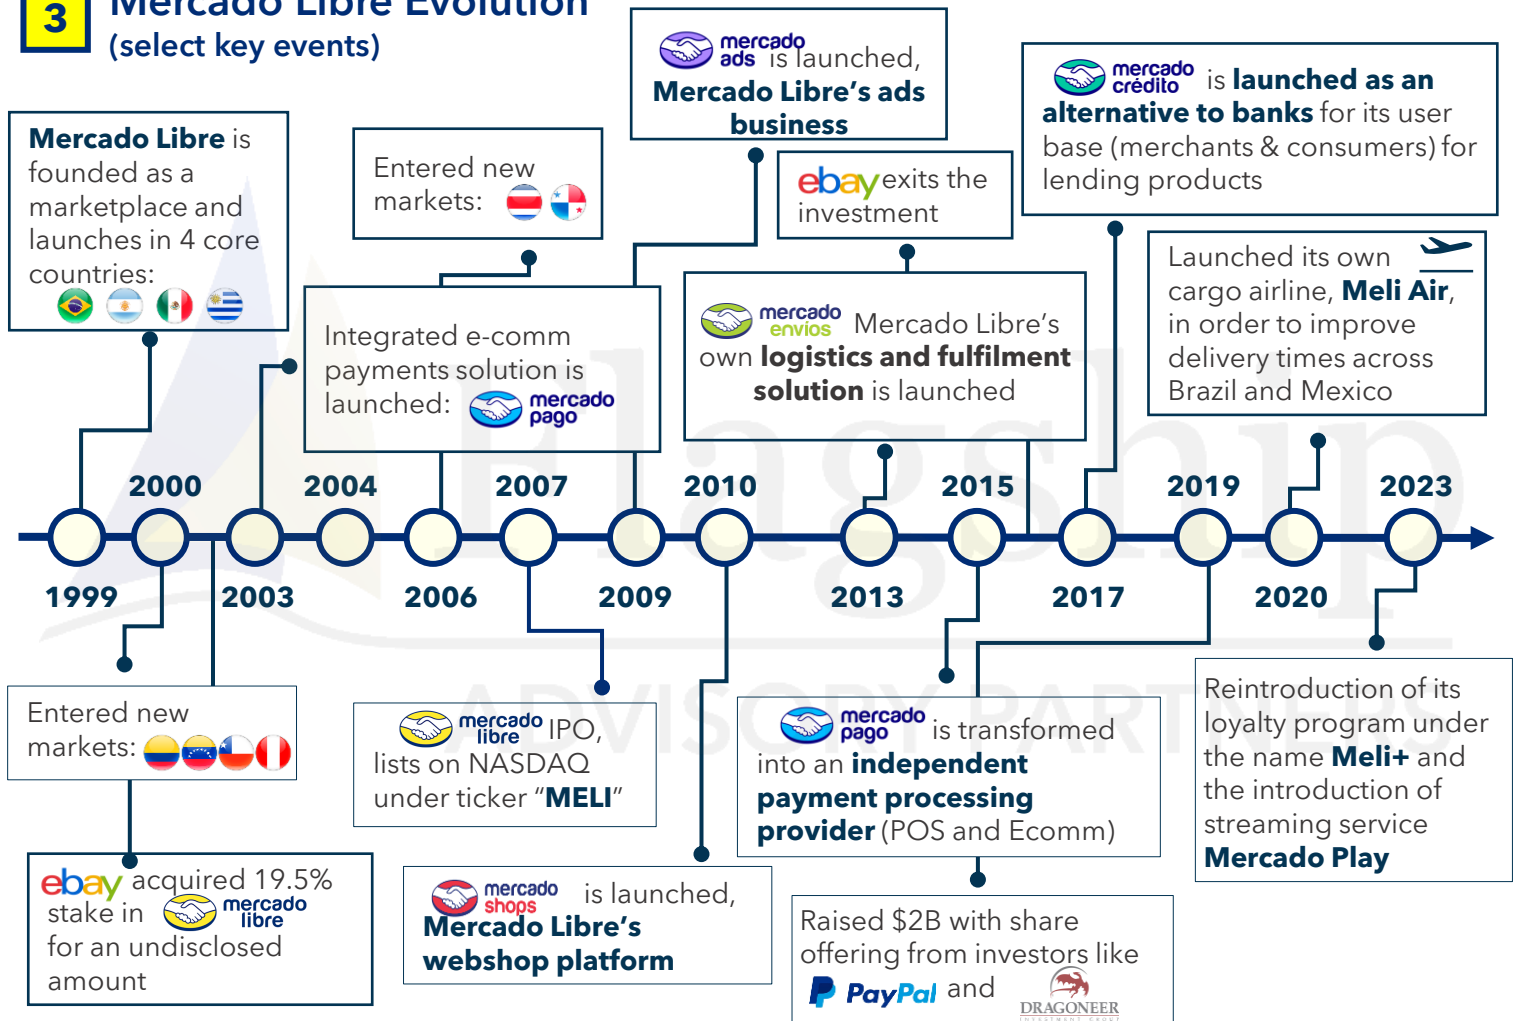 3
Mercado Libre Evolution
(select key events)
Mercado Libre is
founded as a
marketplace and
launches in 4 core
countries:
Entered new
markets:
mercado
ads is launched,
Mercado Libre's ads
business
ebay exits the
investment
mercado
crédito is launched as an
alternative to banks for its user
base (merchants & consumers) for
lending products
Integrated e-comm
payments solution is
launched: mercado
pago
mercado
envios Mercado Libre's
own logistics and fulfilment
solution is launched
Launched its own
cargo airline, Meli Air,
in order to improve
delivery times across
Brazil and Mexico
2000 2004 2007 2010 2015 2019 2023
1999 2003 2006 2009 2013 2017 2020
Flagship
ADVISORY PARTNERS
Entered new
markets:
ebay acquired 19.5%
stake in mercado
libre
for an undisclosed
amount
mercado
libre IPO,
lists on NASDAQ
under ticker “MELI”
mercado
shops is launched,
Mercado Libre's
webshop platform
mercado
pago is transformed
into an independent
payment processing
provider (POS and Ecomm)
Raised $2B with share
offering from investors like
PayPal and
DRAGONEER
INVESTMENT GROUP
Reintroduction of its
loyalty program under
the name Meli+ and
the introduction of
streaming service
Mercado Play